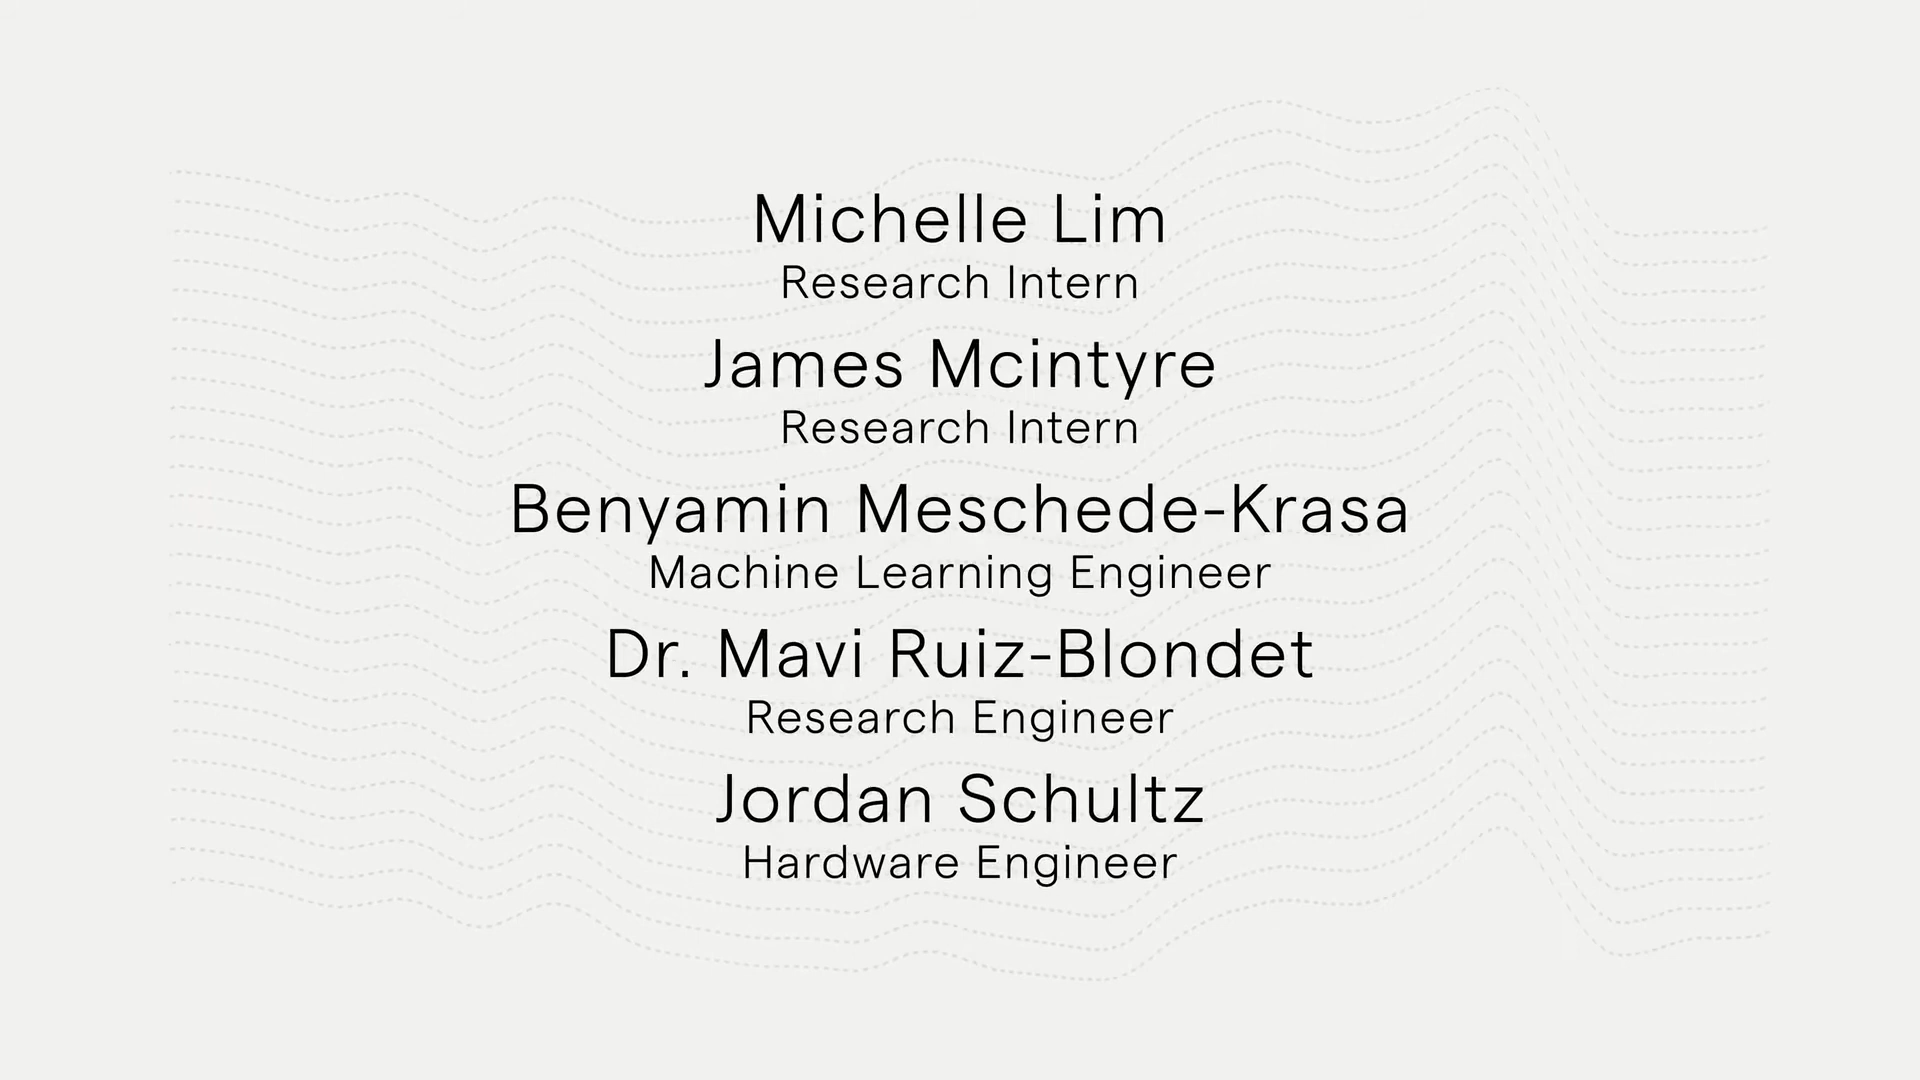 Michelle Lim
Research Intern
James Mcintyre
Research Intern
Benyamin Meschede-Krasa
Machine Learning Engineer
Dr. Mavi Ruiz-Blondet
Research Engineer
Jordan Schultz
Hardware Engineer